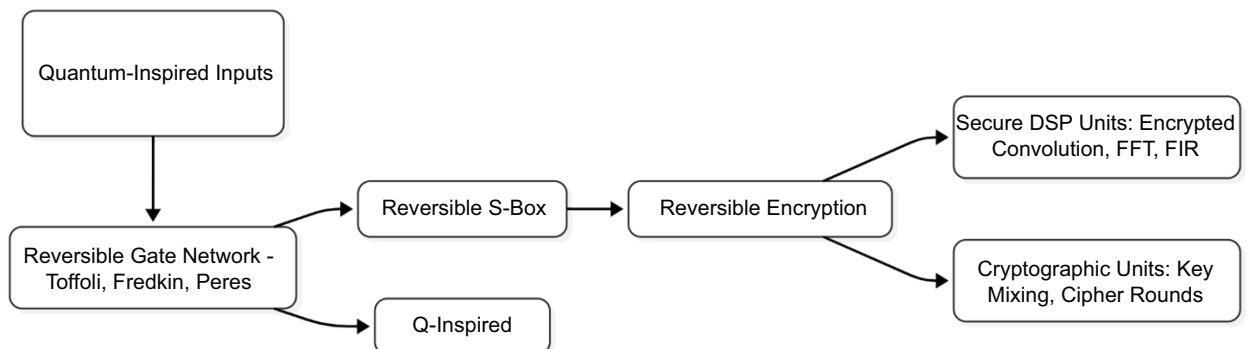 Quantum-Inspired Inputs
Secure DSP Units: Encrypted
Convolution, FFT, FIR
Reversible S-Box
Reversible Encryption
Reversible Gate Network -
Toffoli, Fredkin, Peres
Cryptographic Units: Key
Mixing, Cipher Rounds
Q-Inspired